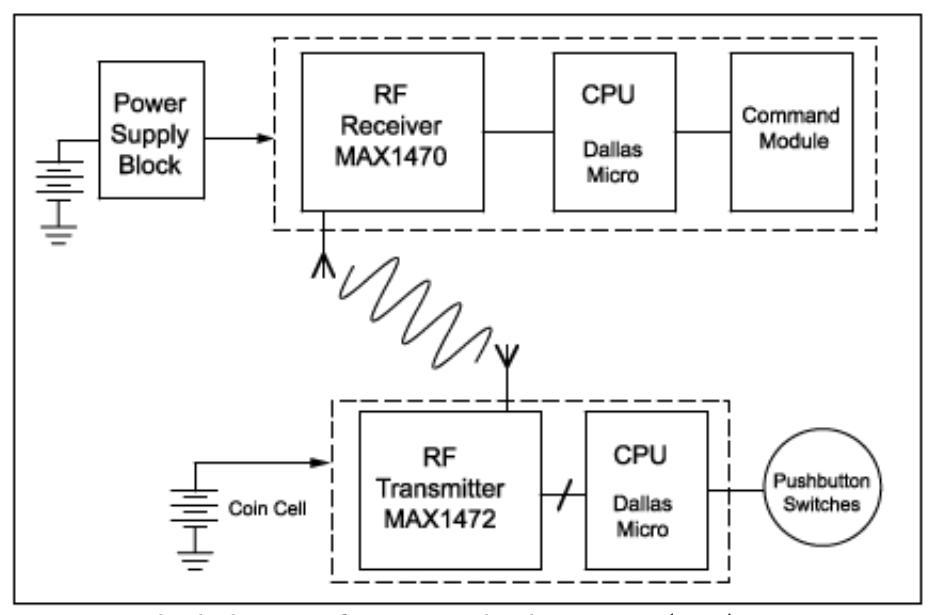 Power
Supply
Block
RF
Receiver
MAX1470
CPU
Dallas
Micro
Command
Module
RF
Transmitter
MAX1472
CPU
Dallas
Micro
Pushbutton
Switches
Coin Cell